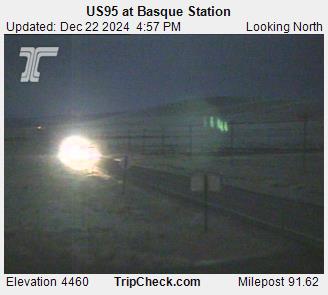 US95 at Basque Station
Updated: Dec 22 2024 4:57 PM Looking North
Elevation 4460 TripCheck.com Milepost 91.62